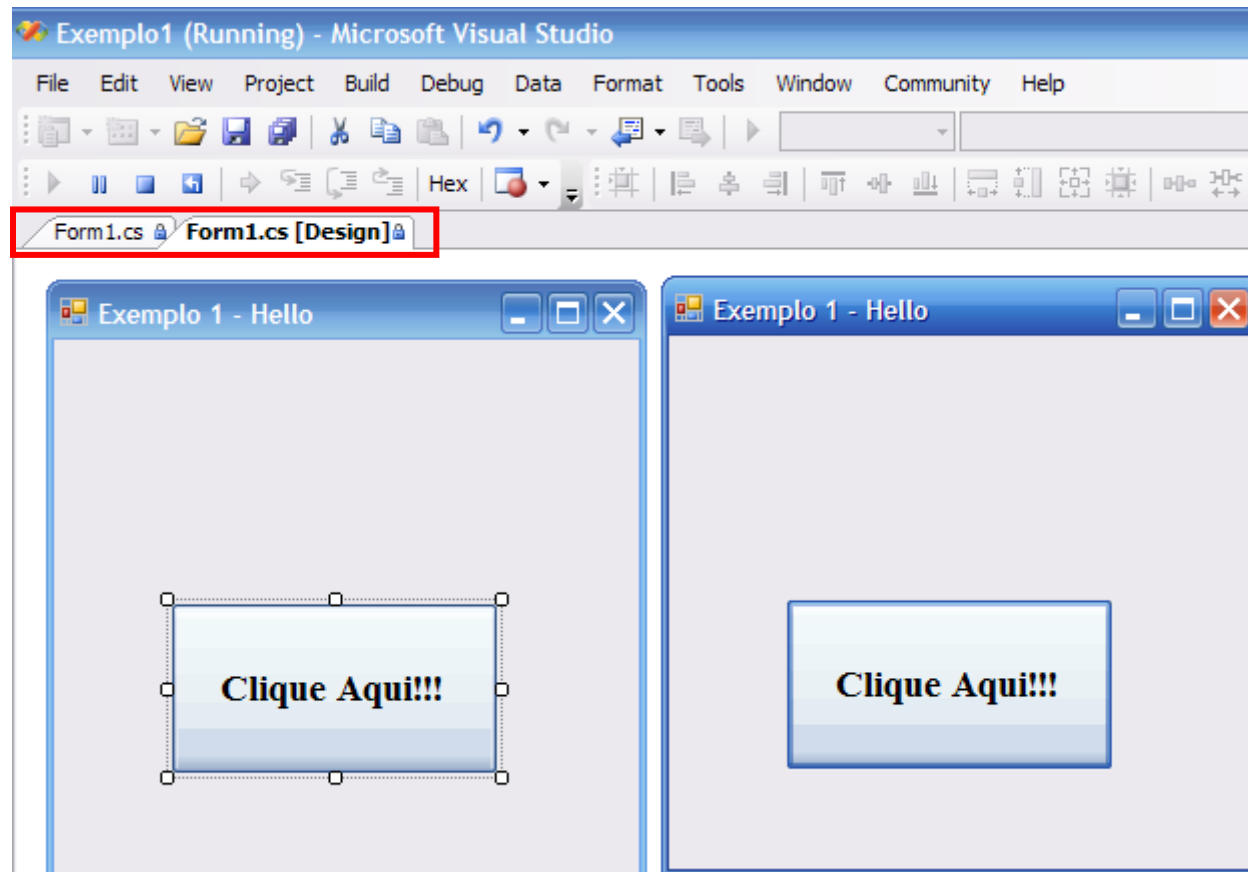 Exemplo1 (Running) - Microsoft Visual Studio
File Edit View Project Build Debug Data Format Tools Window Community Help
Hex
Form1.cs Form1.cs [Design]
Exemplo 1 - Hello
Exemplo 1 - Hello
Clique Aqui!!!
Clique Aqui!!!